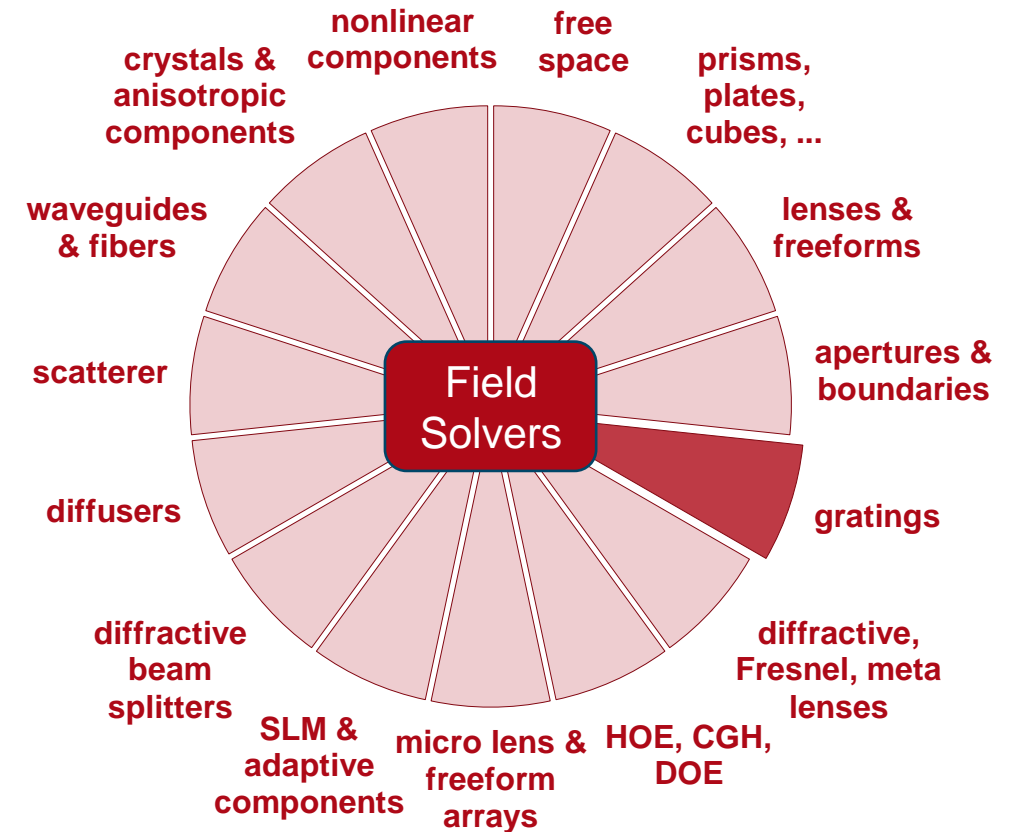 nonlinear
components
free
space
prisms,
plates,
cubes, ...
lenses &
freeforms
apertures &
boundaries
gratings
diffractive,
Fresnel, meta
lenses
HOE, CGH,
DOE
micro lens &
freeform
arrays
SLM &
adaptive
components
diffractive
beam
splitters
diffusers
scatterer
waveguides
& fibers
crystals &
anisotropic
components
Field
Solvers